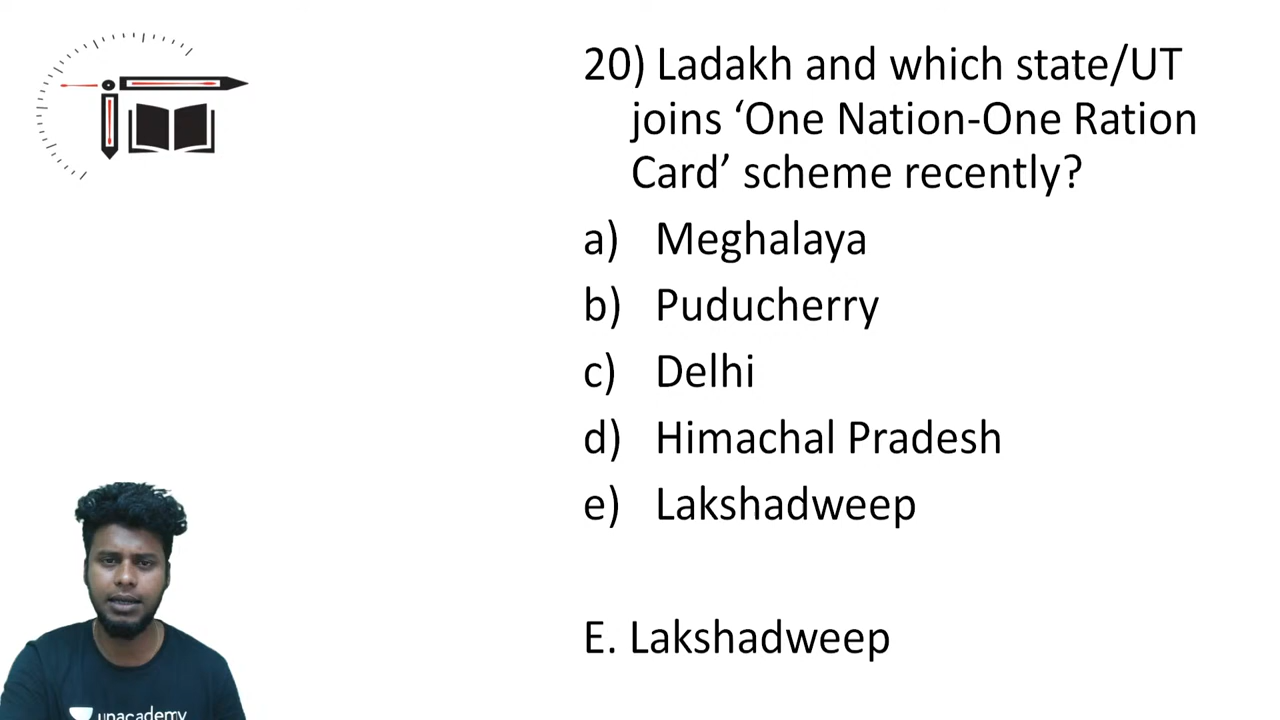 20) Ladakh and which state/UT
joins ‘One Nation-One Ration
Card’ scheme recently?
a) Meghalaya
b) Puducherry
c) Delhi
d) Himachal Pradesh
e) Lakshadweep
E. Lakshadweep
unacademy